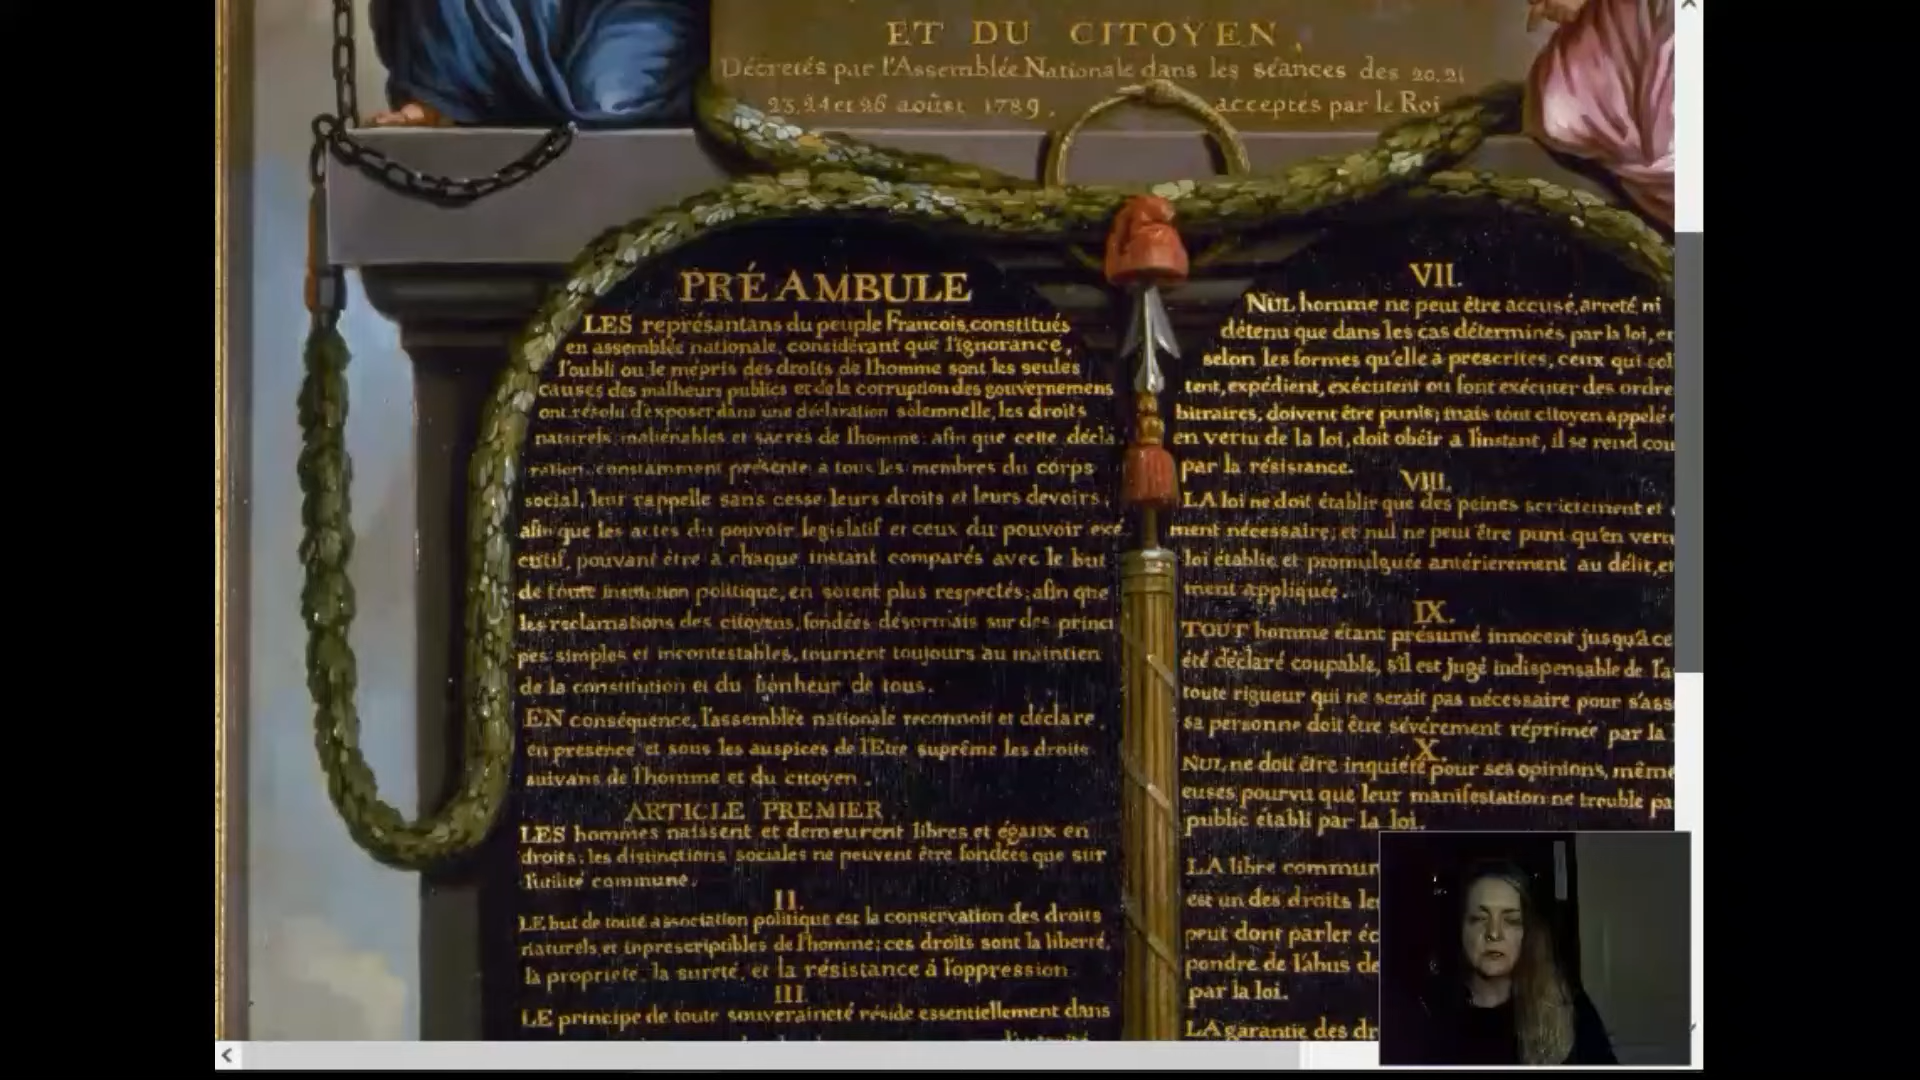 ET DU CITOYEN,
Décretés par l'Assemblée Nationale dans les séances des 20.21
23.24 et 26 août 1789, acceptés par le Roi
PRÉAMBULE
LES représantans du peuple François, constitués
en assemblée nationale, considérant que l'ignorance,
l'oubli ou le mépris des droits de l'homme sont les seules
causes des malheurs publics et de la corruption des gouvernemens
ont résolu d'exposer dans une déclaration solemnelle, les droits
naturels, inaliénables et sacrés de l'homme; afin que cette décla
ration, constamment présente à tous les membres du corps
social, leur rappelle sans cesse leurs droits et leurs devoirs,
afin que les actes du pouvoir législatif et ceux du pouvoir exé
cutif, pouvant être à chaque instant comparés avec le but
de toute institution politique, en soient plus respectés; afin que
les reclamations des citoyens, fondées désormais sur des princi
pes simples et incontestables, tournent toujours au maintien
de la constitution et du bonheur de tous.
EN conséquence, l'assemblée nationale reconnoit et déclare,
en presence et sous les auspices de l'Etre suprême les droits
suivans de l'homme et du citoyen.
ARTICLE PREMIER
LES hommes naissent et demeurent libres et égaux en
droits; les distinctions sociales ne peuvent être fondées que sur
l'utilité commune.
II.
LE but de toute association politique est la conservation des droits
naturels et inprescriptibles de l'homme; ces droits sont la liberté,
la propriété, la sureté, et la résistance à l'oppression
III
LE principe de toute souveraineté réside essentiellement dans
VII.
NUL homme ne peut être accusé, arreté ni
détenu que dans les cas déterminés par la loi, et
selon les formes qu'elle à prescrites, ceux qui sol
tent, expédient, exécutent ou font exécuter des ordre
bitraires, doivent être punis; mais tout citoyen appelé
en vertu de la loi, doit obéir a l'instant, il se rend cou
par la résistance.
VIII.
LA loi ne doit établir que des peines strictement et
ment nécessaire; et nul ne peut être puni qu'en vertu
loi établie et promulguée antérierement au délit, et
ment appliquée.
IX.
TOUT homme étant présumé innocent jusqu'à ce
été déclaré coupable, s'il est jugé indispensable de l'a
toute rigueur qui ne serait pas nécessaire pour s'ass
sa personne doit être sévérement réprimée par la
X.
NUL ne doit être inquiété pour ses opinions, même
euses pourvu que leur manifestation ne trouble pa
public établi par la loi.
LA libre commun
est un des droits le
peut dont parler éc
pondre de l'abus de
par la loi.
LA garantie des dr